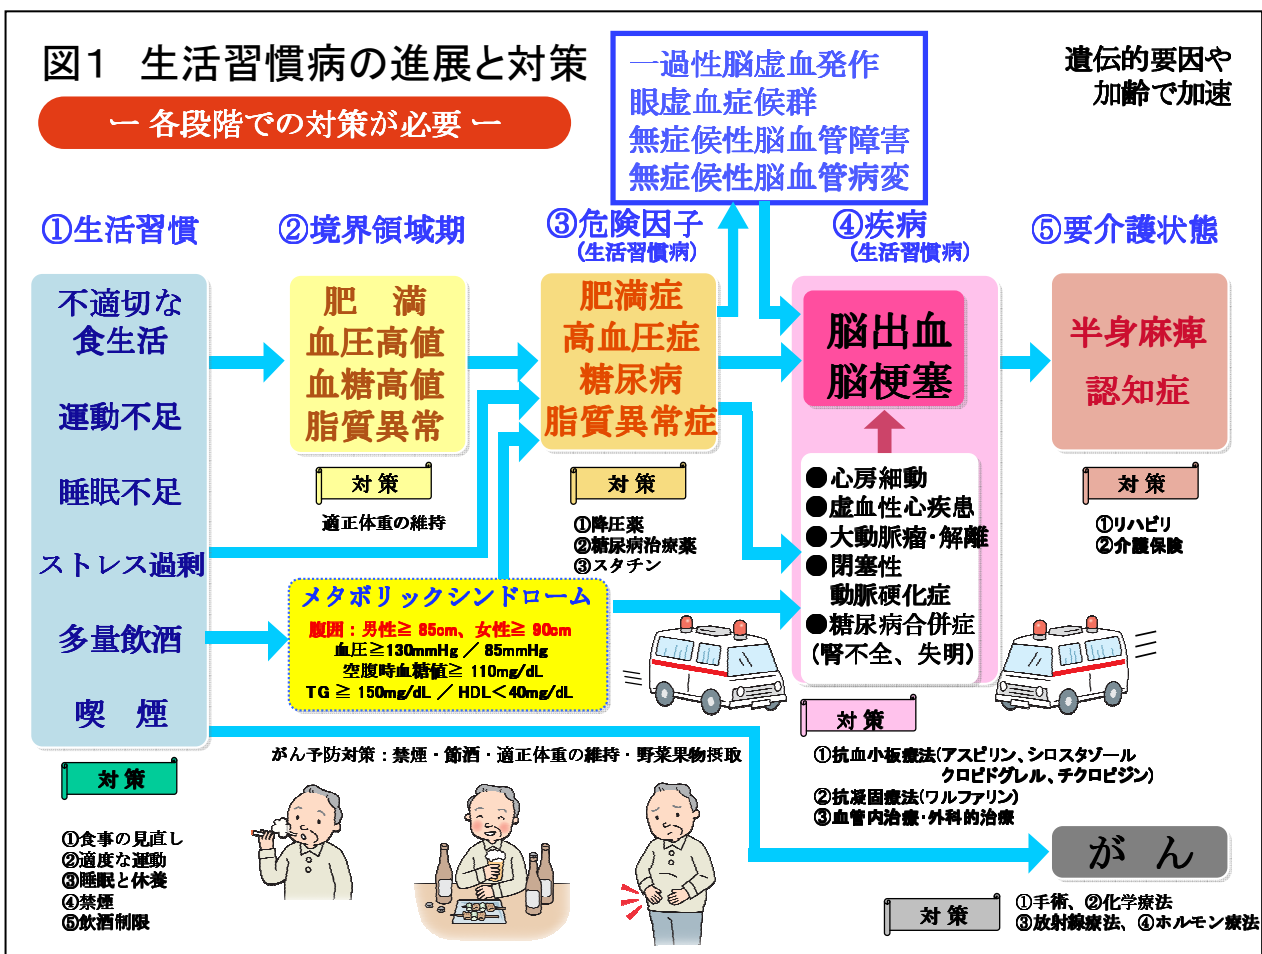 図1 生活習慣病の進展と対策
ー 各段階での対策が必要 ー
一過性脳虚血発作
眼虚血症候群
無症候性脳血管障害
無症候性脳血管病変
遺伝的要因や
加齢で加速
①生活習慣
不適切な
食生活
運動不足
睡眠不足
ストレス過剰
多量飲酒
喫 煙
対 策
①食事の見直し
②適度な運動
③睡眠と休養
④禁煙
⑤飲酒制限
②境界領域期
肥 満
血圧高値
血糖高値
脂質異常
対 策
適正体重の維持
メタボリックシンドローム
腹囲：男性≧ 85cm、女性≧ 90cm
血圧≧130mmHg ／ 85mmHg
空腹時血糖値≧ 110mg/dL
TG ≧ 150mg/dL ／ HDL＜40mg/dL
③危険因子
(生活習慣病)
肥満症
高血圧症
糖尿病
脂質異常症
対 策
①降圧薬
②糖尿病治療薬
③スタチン
④疾病
(生活習慣病)
脳出血
脳梗塞
●心房細動
●虚血性心疾患
●大動脈瘤・解離
●閉塞性
動脈硬化症
●糖尿病合併症
(腎不全、失明)
対 策
①抗血小板療法(アスピリン、シロスタゾール
クロピドグレル、チクロピジン)
②抗凝固療法(ワルファリン)
③血管内治療・外科的治療
⑤要介護状態
半身麻痺
認知症
対 策
①リハビリ
②介護保険
がん予防対策：禁煙・節酒・適正体重の維持・野菜果物摂取
が ん
対 策
①手術、②化学療法
③放射線療法、④ホルモン療法